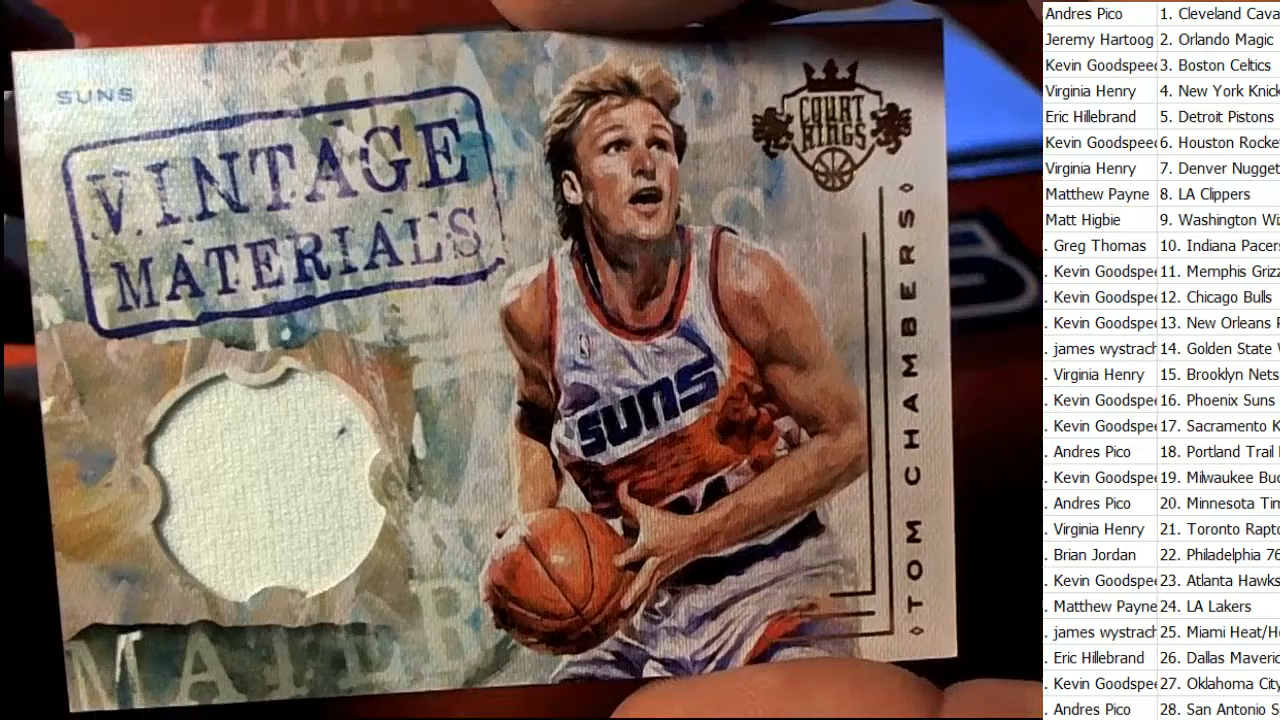 SUNS
VINTAGE
MATERIALS
COURT
KINGS
SUNS
TOM CHAMBERS
Andres Pico 1. Cleveland Cava
Jeremy Hartoog 2. Orlando Magic
Kevin Goodspeed 3. Boston Celtics
Virginia Henry 4. New York Knick
Eric Hillebrand 5. Detroit Pistons
Kevin Goodspeed 6. Houston Rocke
Virginia Henry 7. Denver Nugget
Matthew Payne 8. LA Clippers
Matt Higbie 9. Washington Wi
. Greg Thomas 10. Indiana Pacers
. Kevin Goodspee 11. Memphis Grizz
. Kevin Goodspee 12. Chicago Bulls
. Kevin Goodspee 13. New Orleans
. james wystrach 14. Golden State
. Virginia Henry 15. Brooklyn Nets
. Kevin Goodspee 16. Phoenix Suns
. Kevin Goodspee 17. Sacramento K
. Andres Pico 18. Portland Trail
. Kevin Goodspee 19. Milwaukee Buc
. Andres Pico 20. Minnesota Tim
. Virginia Henry 21. Toronto Rapto
. Brian Jordan 22. Philadelphia 76
. Kevin Goodspee 23. Atlanta Hawks
. Matthew Payne 24. LA Lakers
. james wystrach 25. Miami Heat/H
. Eric Hillebrand 26. Dallas Maveric
. Kevin Goodspee 27. Oklahoma City
. Andres Pico 28. San Antonio S